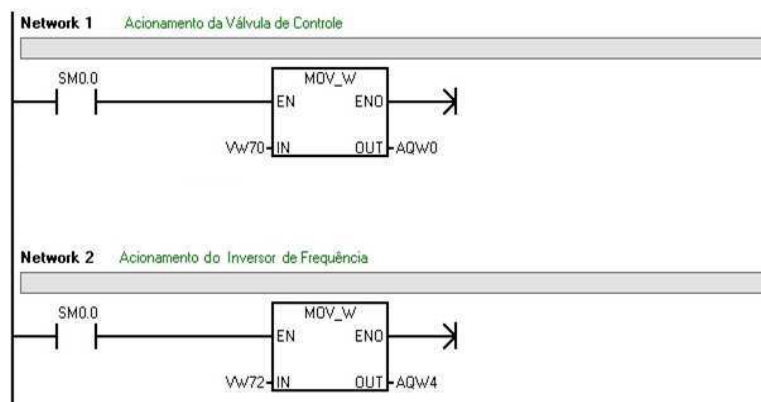 Network 1 Acionamento da Válvula de Controle
SM0.0
MOV_W
EN ENO
VW70 IN OUT AQW0
Network 2 Acionamento do Inversor de Frequência
SM0.0
MOV_W
EN ENO
VW72 IN OUT AQW4